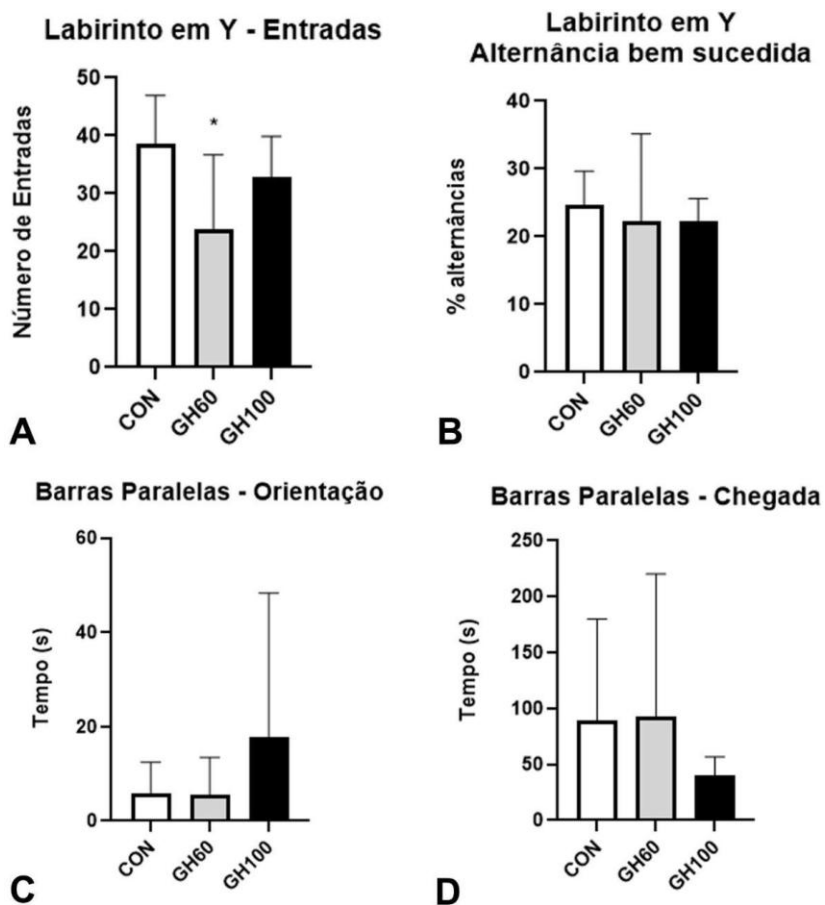 Labirinto em Y - Entradas
Número de Entradas
50
40
30
20
10
0
*
CON
GH60
GH100
A
Labirinto em Y
Alternância bem sucedida
% alternâncias
40
30
20
10
0
CON
GH60
GH100
B
Barras Paralelas - Orientação
Tempo (s)
60
40
20
0
CON
GH60
GH100
C
Barras Paralelas - Chegada
Tempo (s)
250
200
150
100
50
0
CON
GH60
GH100
D